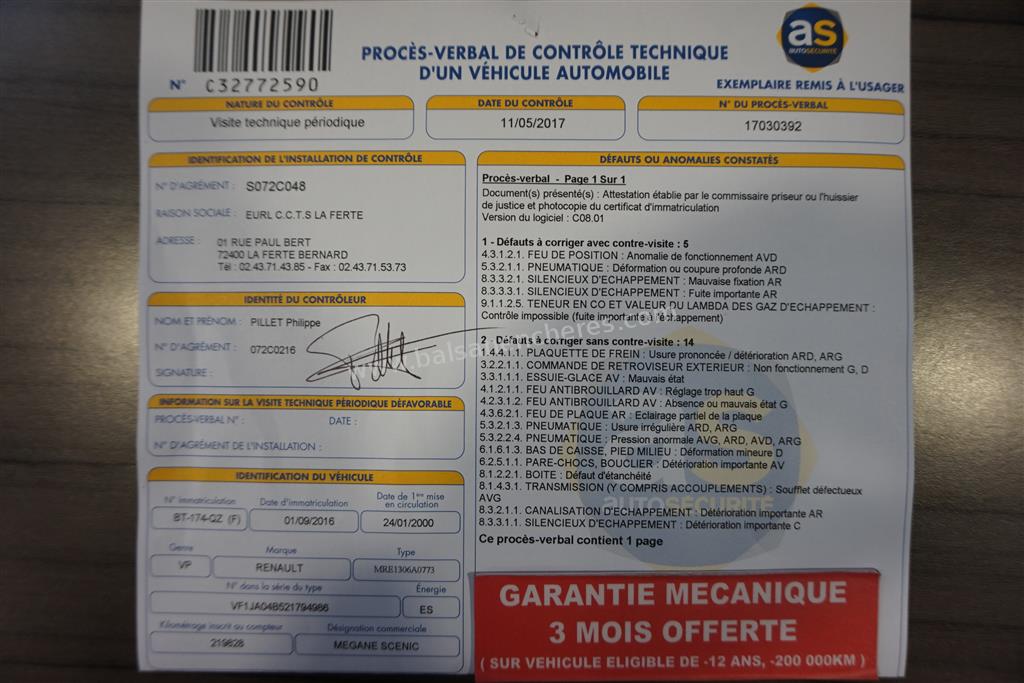 PROCÈS-VERBAL DE CONTRÔLE TECHNIQUE
D'UN VÉHICULE AUTOMOBILE
as
AUTOSÉCURITÉ
N° C32772590
EXEMPLAIRE REMIS À L'USAGER
NATURE DU CONTRÔLE
Visite technique périodique
DATE DU CONTRÔLE
11/05/2017
N° DU PROCÈS-VERBAL
17030392
IDENTIFICATION DE L'INSTALLATION DE CONTRÔLE
N° D'AGRÉMENT : S072C048
RAISON SOCIALE : EURL C.C.T.S LA FERTE
ADRESSE : 01 RUE PAUL BERT
72400 LA FERTE BERNARD
Tél : 02.43.71.43.85 - Fax : 02.43.71.53.73
IDENTITÉ DU CONTRÔLEUR
NOM ET PRÉNOM : PILLET Philippe
N° D'AGRÉMENT : 072C0216
SIGNATURE :
INFORMATION SUR LA VISITE TECHNIQUE PÉRIODIQUE DÉFAVORABLE
PROCÈS-VERBAL N° : DATE :
N° D'AGRÉMENT DE L'INSTALLATION :
IDENTIFICATION DU VÉHICULE
N° immatriculation Date d'immatriculation Date de 1ère mise
en circulation
BT-174-QZ (F) 01/09/2016 24/01/2000
Genre Marque Type
VP RENAULT MRE1306A0773
N° dans la série du type Énergie
VF1JA04B521794986 ES
Kilométrage inscrit au compteur Désignation commerciale
219828 MEGANE SCENIC
DÉFAUTS OU ANOMALIES CONSTATÉS
Procès-verbal - Page 1 Sur 1
Document(s) présenté(s) : Attestation établie par le commissaire priseur ou l'huissier
de justice et photocopie du certificat d'immatriculation
Version du logiciel : C08.01
1 - Défauts à corriger avec contre-visite : 5
4.3.1.2.1. FEU DE POSITION : Anomalie de fonctionnement AVD
5.3.2.1.1. PNEUMATIQUE : Déformation ou coupure profonde ARD
8.3.3.2.1. SILENCIEUX D'ECHAPPEMENT : Mauvaise fixation AR
8.3.3.3.1. SILENCIEUX D'ECHAPPEMENT : Fuite importante AR
9.1.1.2.5. TENEUR EN CO ET VALEUR DU LAMBDA DES GAZ D'ECHAPPEMENT :
Contrôle impossible (fuite importante à l'échappement)
2 - Défauts à corriger sans contre-visite : 14
1.4.4.1.1. PLAQUETTE DE FREIN : Usure prononcée / détérioration ARD, ARG
3.2.2.1.1. COMMANDE DE RETROVISEUR EXTERIEUR : Non fonctionnement G, D
3.3.1.1.1. ESSUIE-GLACE AV : Mauvais état
4.1.2.1.1. FEU ANTIBROUILLARD AV : Réglage trop haut G
4.2.3.1.2. FEU ANTIBROUILLARD AV : Absence ou mauvais état G
4.3.6.2.1. FEU DE PLAQUE AR : Eclairage partiel de la plaque
5.3.2.1.3. PNEUMATIQUE : Usure irrégulière ARD, ARG
5.3.2.2.4. PNEUMATIQUE : Pression anormale AVG, ARD, AVD, ARG
6.1.6.1.3. BAS DE CAISSE, PIED MILIEU : Déformation mineure D
6.2.5.1.1. PARE-CHOCS, BOUCLIER : Détérioration importante AV
8.1.2.2.1. BOITE : Défaut d'étanchéité
8.1.4.3.1. TRANSMISSION (Y COMPRIS ACCOUPLEMENTS) : Soufflet défectueux
AVG
8.3.2.1.1. CANALISATION D'ECHAPPEMENT : Détérioration importante AR
8.3.3.1.1. SILENCIEUX D'ECHAPPEMENT : Détérioration importante C
Ce procès-verbal contient 1 page
AUTOSÉCURITÉ
GARANTIE MECANIQUE
3 MOIS OFFERTE
( SUR VEHICULE ELIGIBLE DE -12 ANS, -200 000KM )